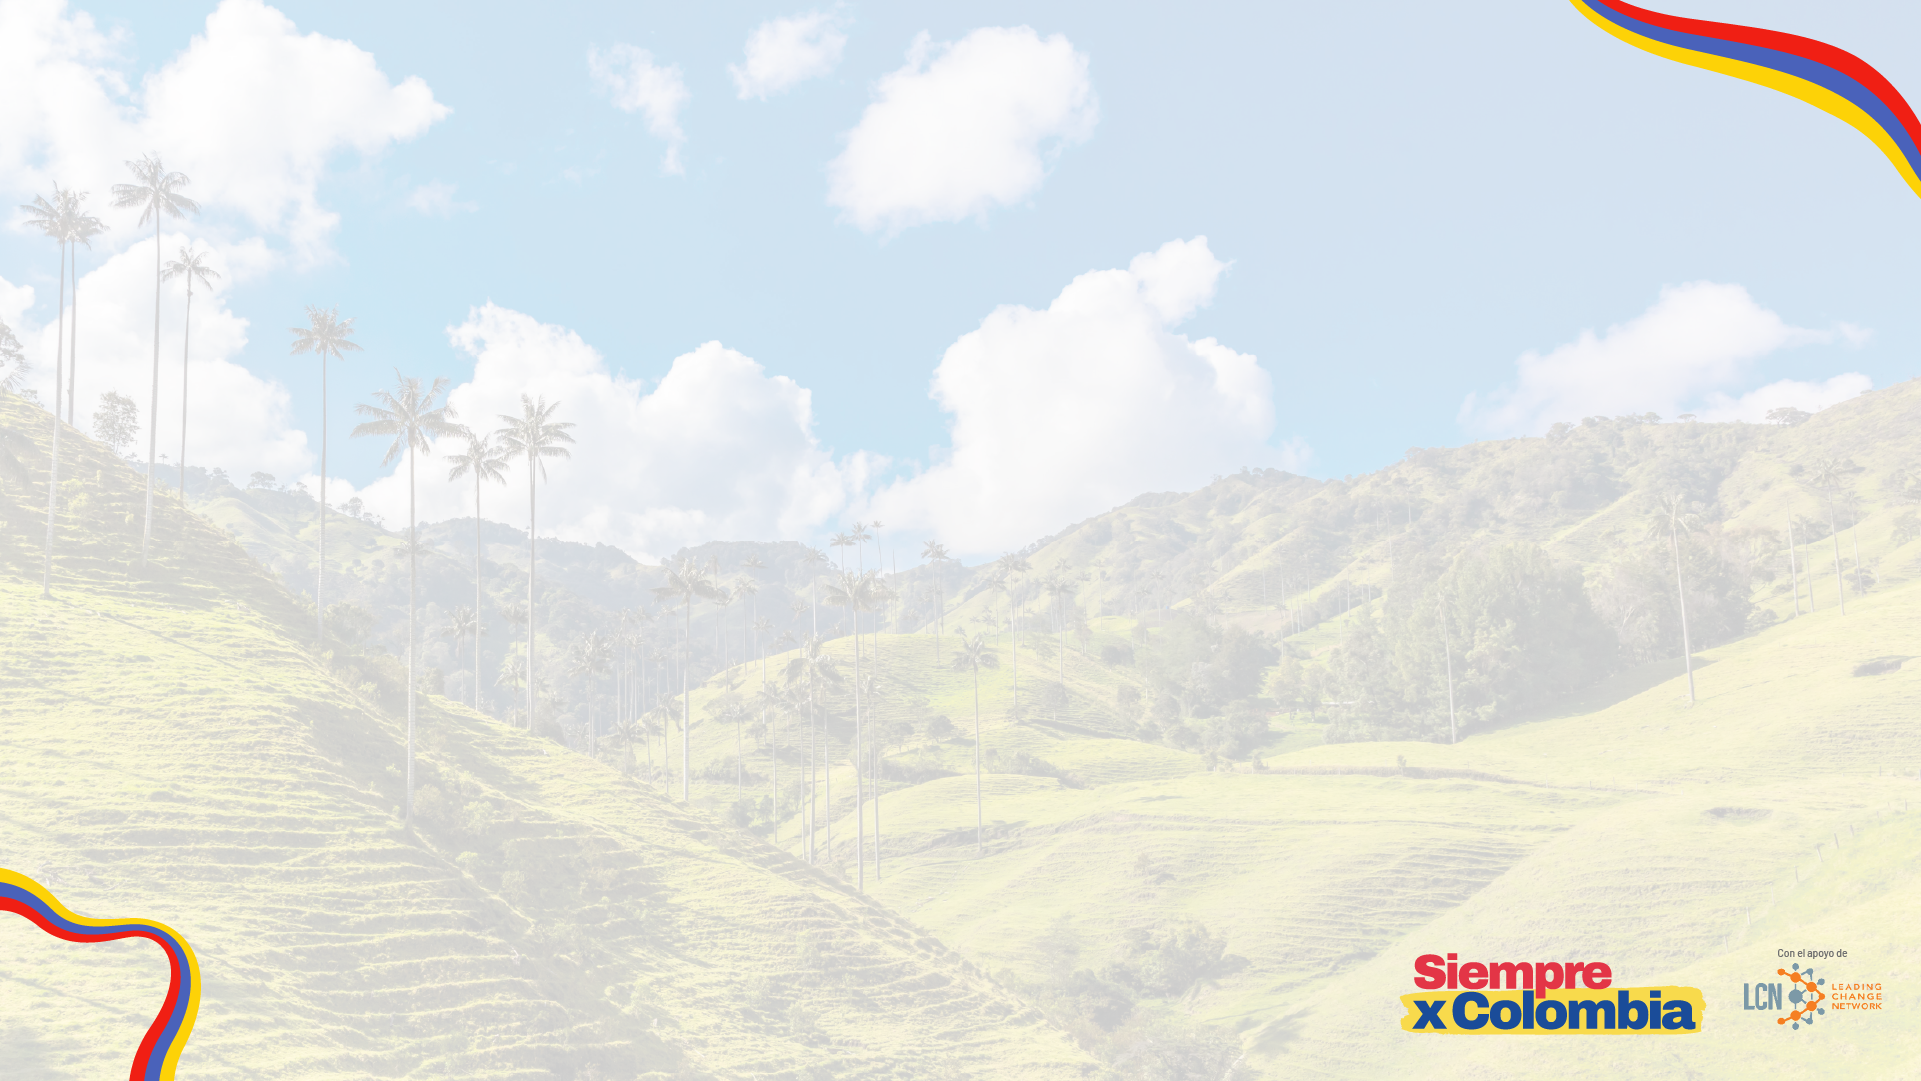 Siempre
x Colombia
Con el apoyo de
LCN
LEADING
CHANGE
NETWORK